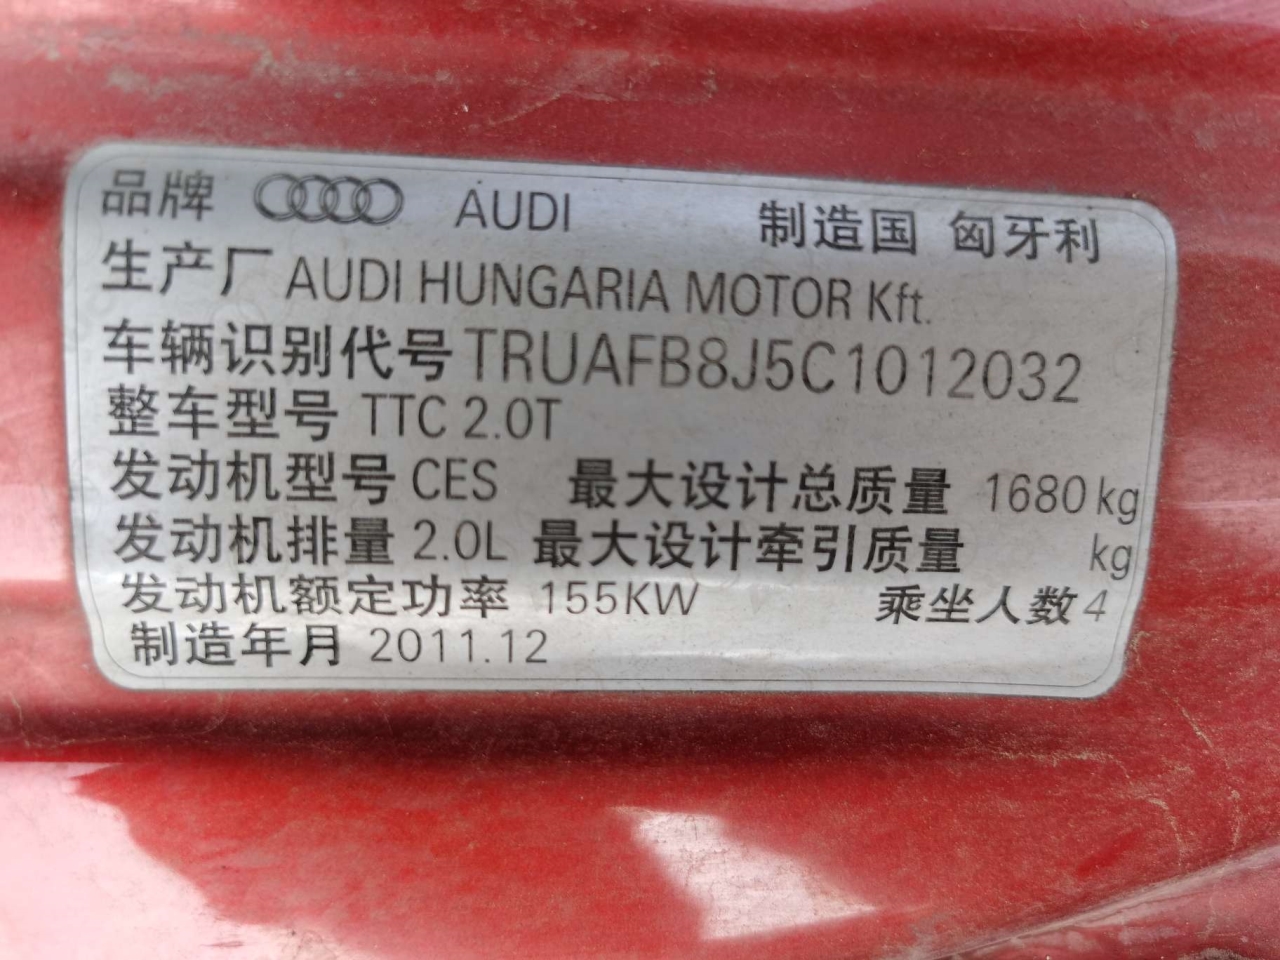 品牌 AUDI 制造国 匈牙利
生产厂 AUDI HUNGARIA MOTOR Kft.
车辆识别代号 TRUAFB8J5C1012032
整车型号 TTC 2.0T
发动机型号 CES 最大设计总质量 1680 kg
发动机排量 2.0L 最大设计牵引质量 kg
发动机额定功率 155KW 乘坐人数 4
制造年月 2011.12